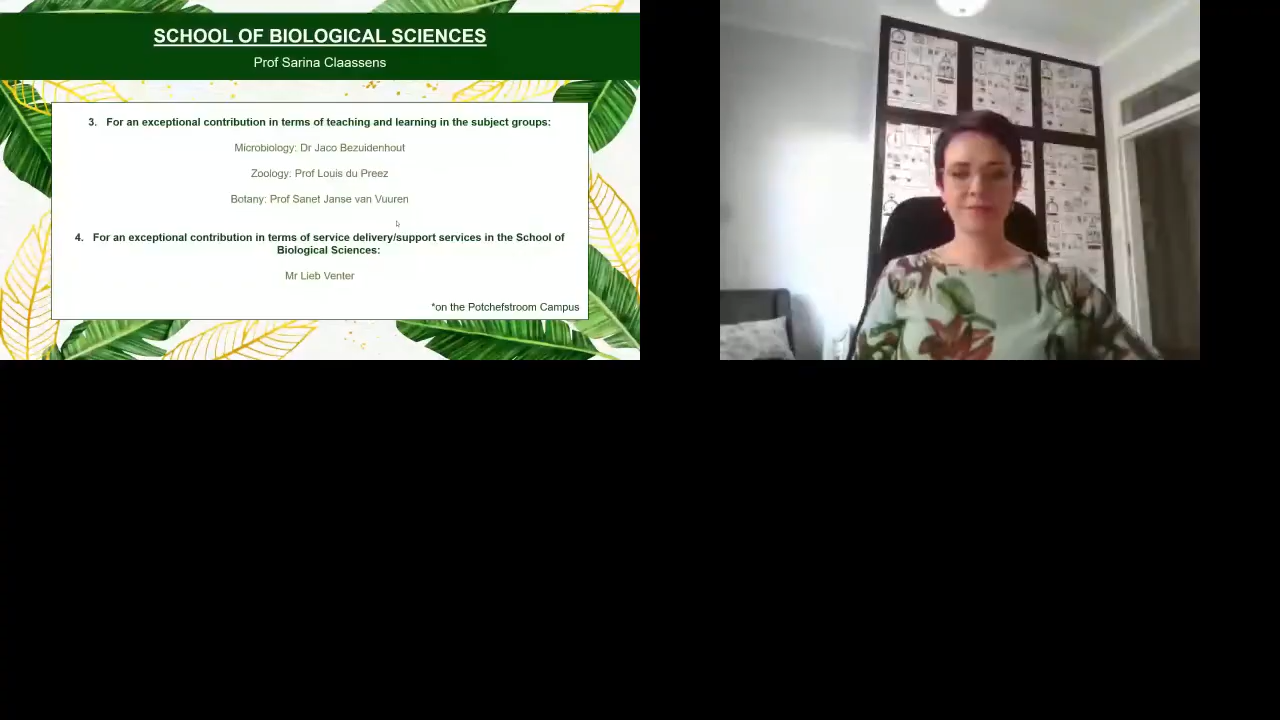 SCHOOL OF BIOLOGICAL SCIENCES
Prof Sarina Claassens
3. For an exceptional contribution in terms of teaching and learning in the subject groups:
Microbiology: Dr Jaco Bezuidenhout
Zoology: Prof Louis du Preez
Botany: Prof Sanet Janse van Vuuren
4. For an exceptional contribution in terms of service delivery/support services in the School of
Biological Sciences:
Mr Lieb Venter
*on the Potchefstroom Campus